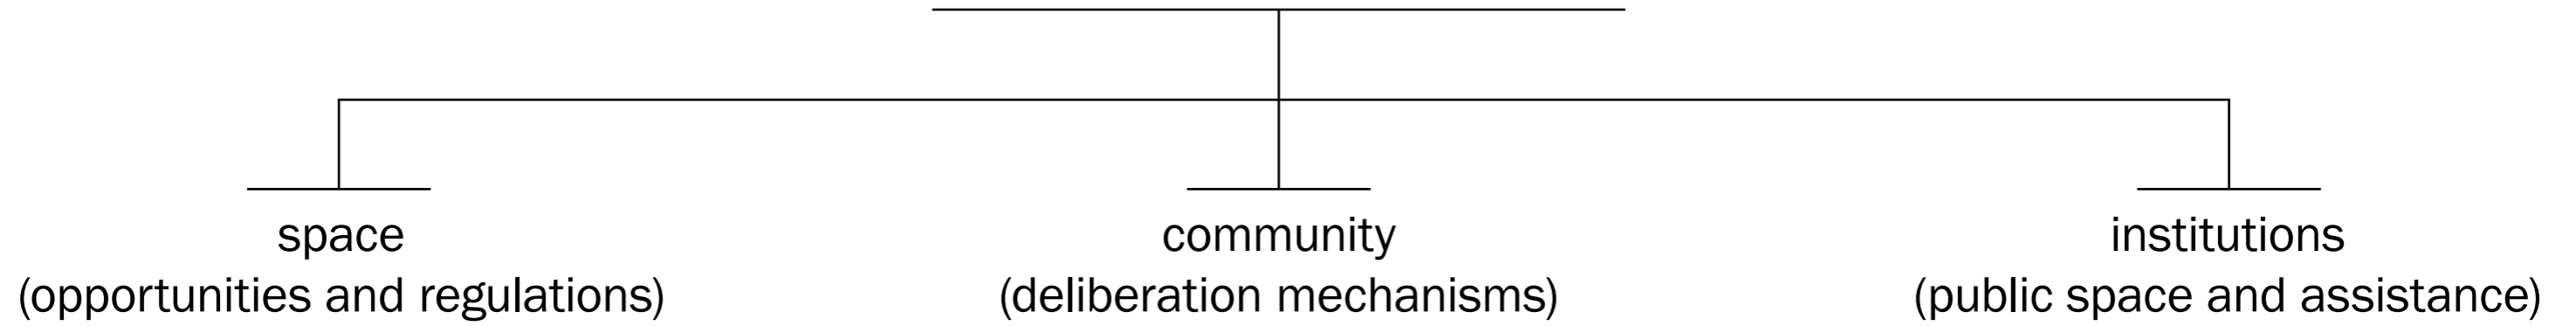 space
(opportunities and regulations)
community
(deliberation mechanisms)
institutions
(public space and assistance)